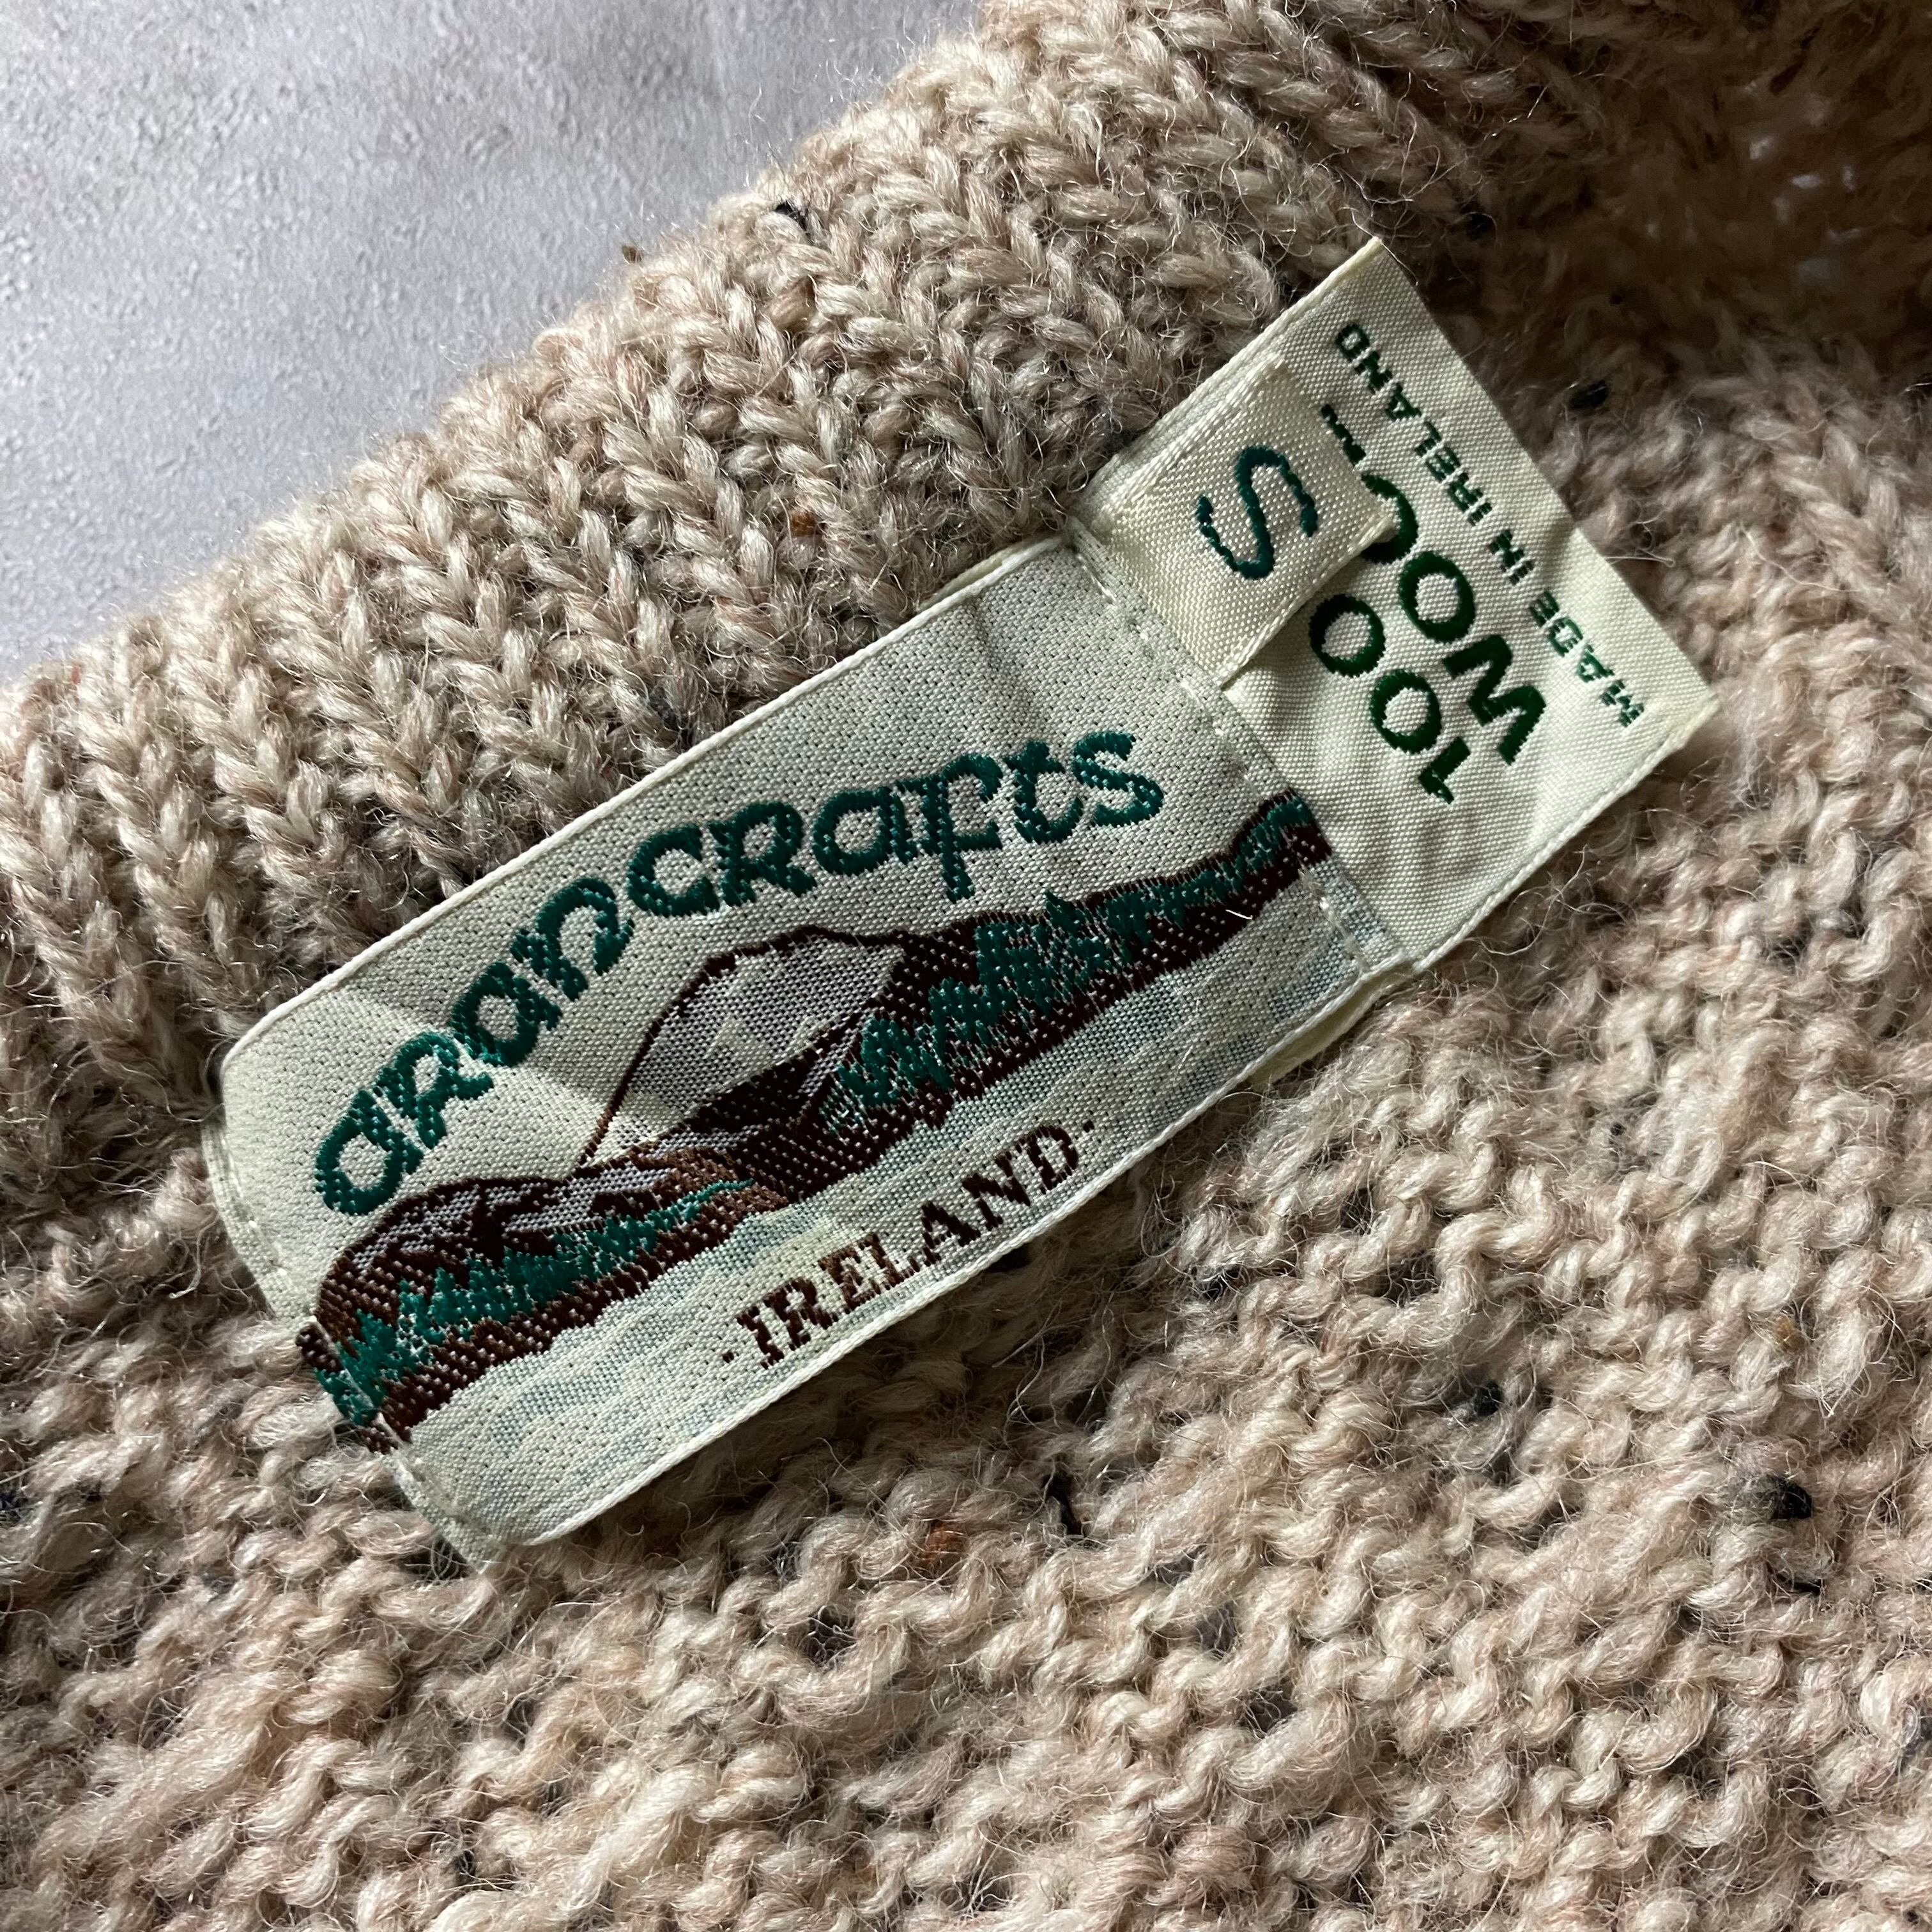 arancrafts
·IRELAND·
S
100%
WOOL
MADE IN IRELAND